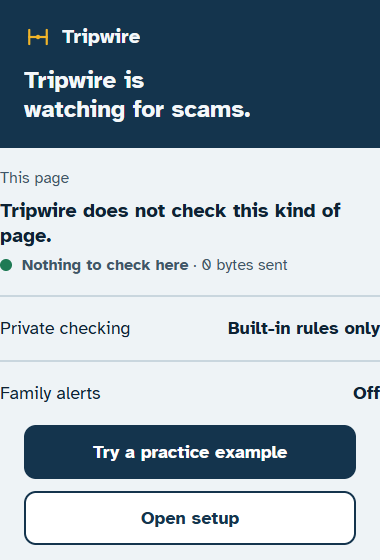 Tripwire
Tripwire is
watching for scams.
This page
Tripwire does not check this kind of
page.
Nothing to check here · 0 bytes sent
Private checking Built-in rules only
Family alerts Off
Try a practice example
Open setup